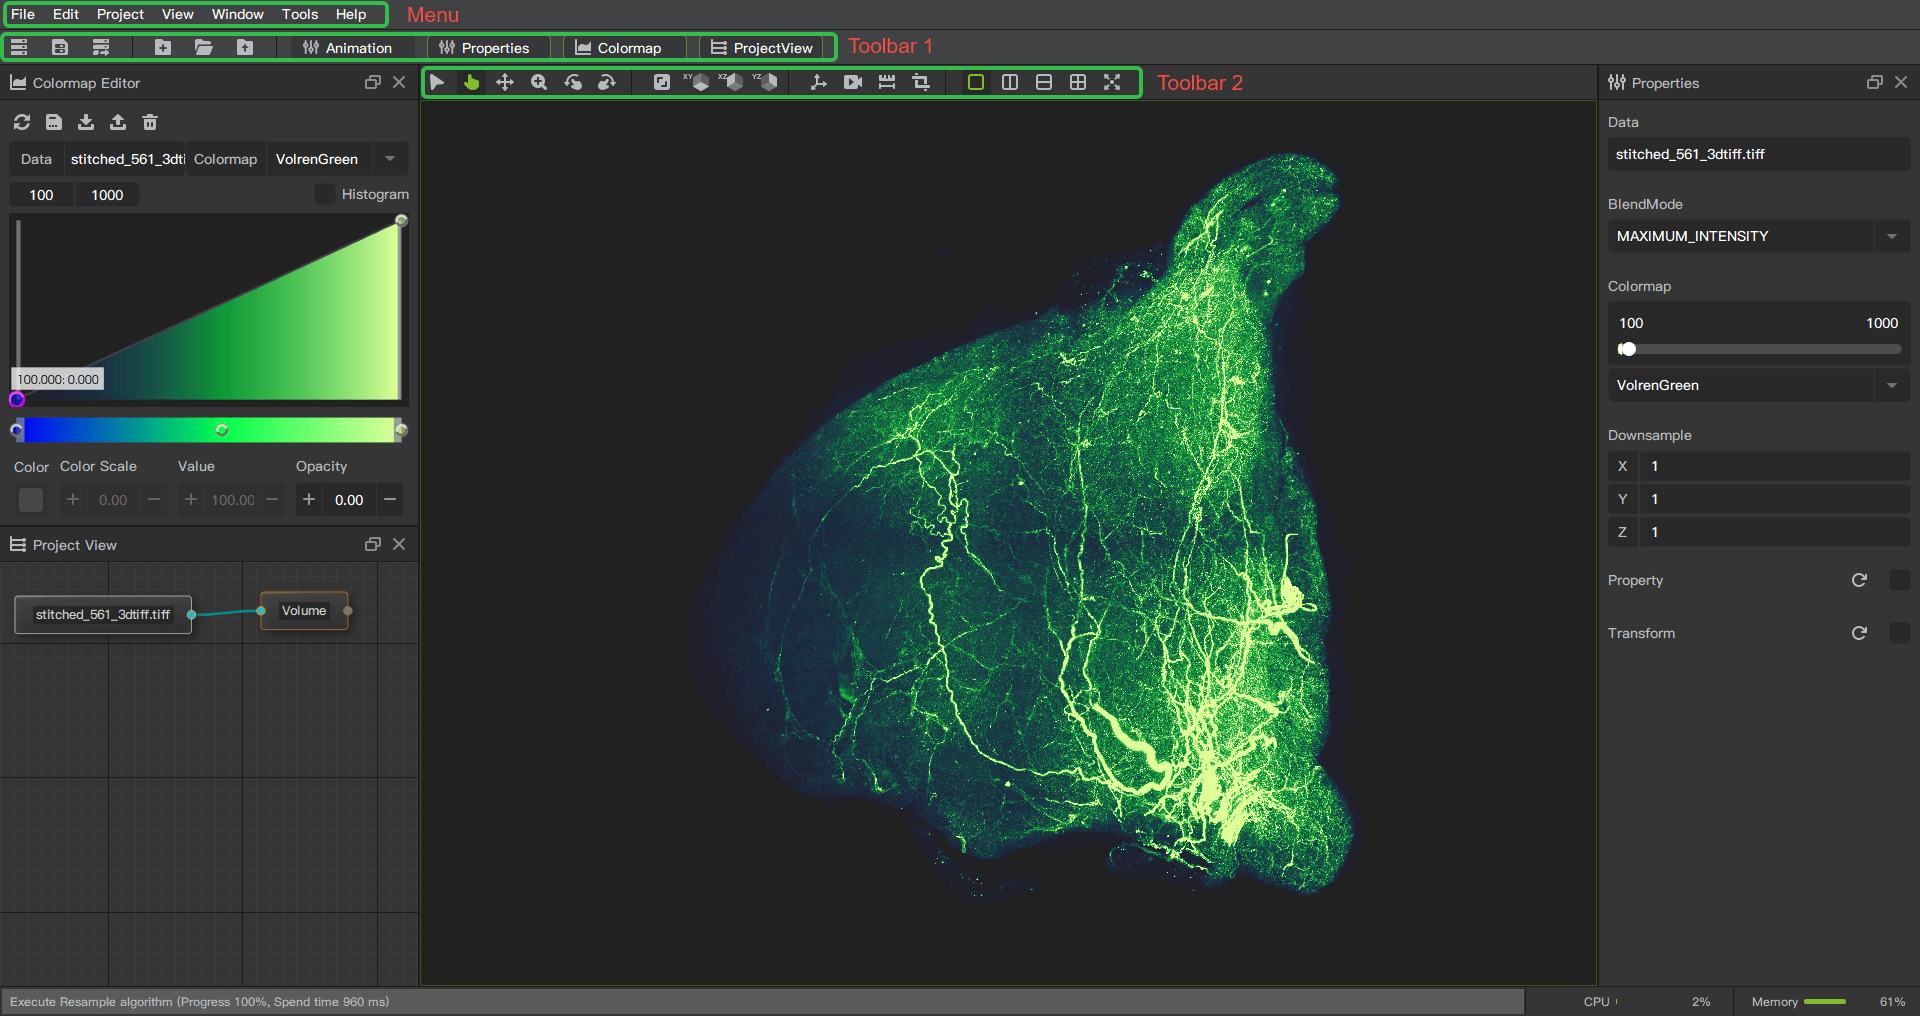 File Edit Project View Window Tools Help Menu
Animation Properties Colormap ProjectView Toolbar 1
Colormap Editor
XY XZ YZ Toolbar 2
Properties
Data stitched_561_3dti Colormap VolrenGreen
100 1000 Histogram
100.000: 0.000
Color Color Scale Value Opacity
0.00 100.00 0.00
Project View
stitched_561_3dtiff.tiff Volume
Data
stitched_561_3dtiff.tiff
BlendMode
MAXIMUM_INTENSITY
Colormap
100 1000
VolrenGreen
Downsample
X 1
Y 1
Z 1
Property
Transform
Execute Resample algorithm (Progress 100%, Spend time 960 ms) CPU 2% Memory 61%